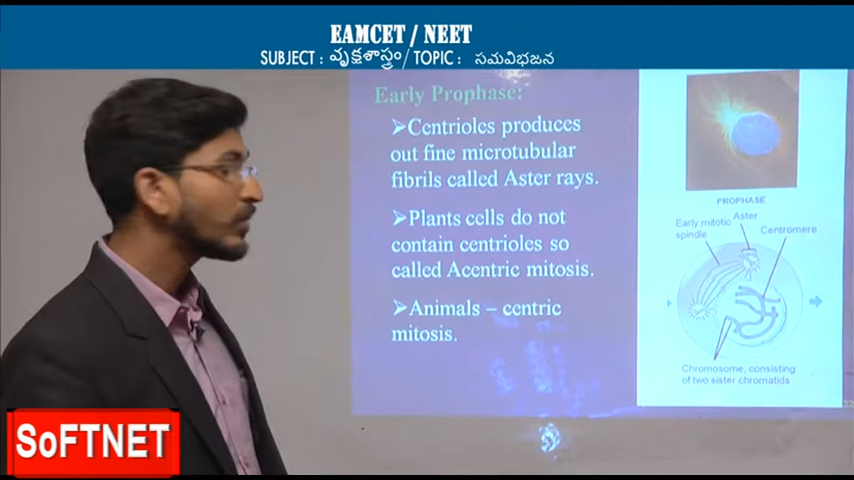 EAMCET / NEET
SUBJECT : వృక్షశాస్త్రం / TOPIC : సమవిభజన
Early Prophase:
➢Centrioles produces
out fine microtubular
fibrils called Aster rays.
➢Plants cells do not
contain centrioles so
called Acentric mitosis.
➢Animals – centric
mitosis.
PROPHASE
Early mitotic
spindle
Aster
Centromere
Chromosome, consisting
of two sister chromatids
SoFTNET